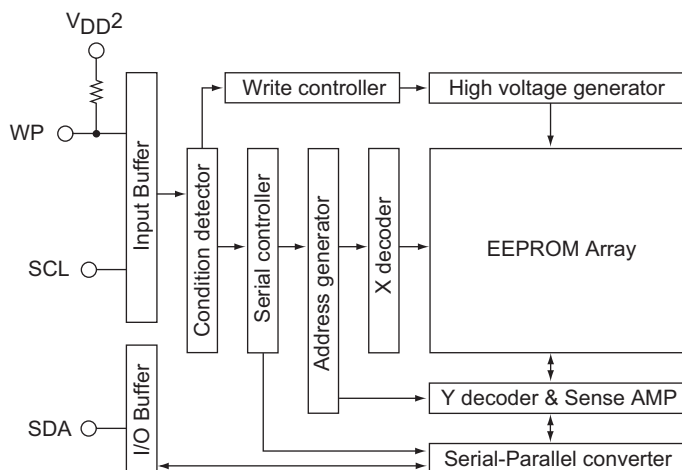 VDD2
WP
SCL
SDA
Input Buffer
I/O Buffer
Condition detector
Serial controller
Address generator
X decoder
Write controller
High voltage generator
EEPROM Array
Y decoder & Sense AMP
Serial-Parallel converter